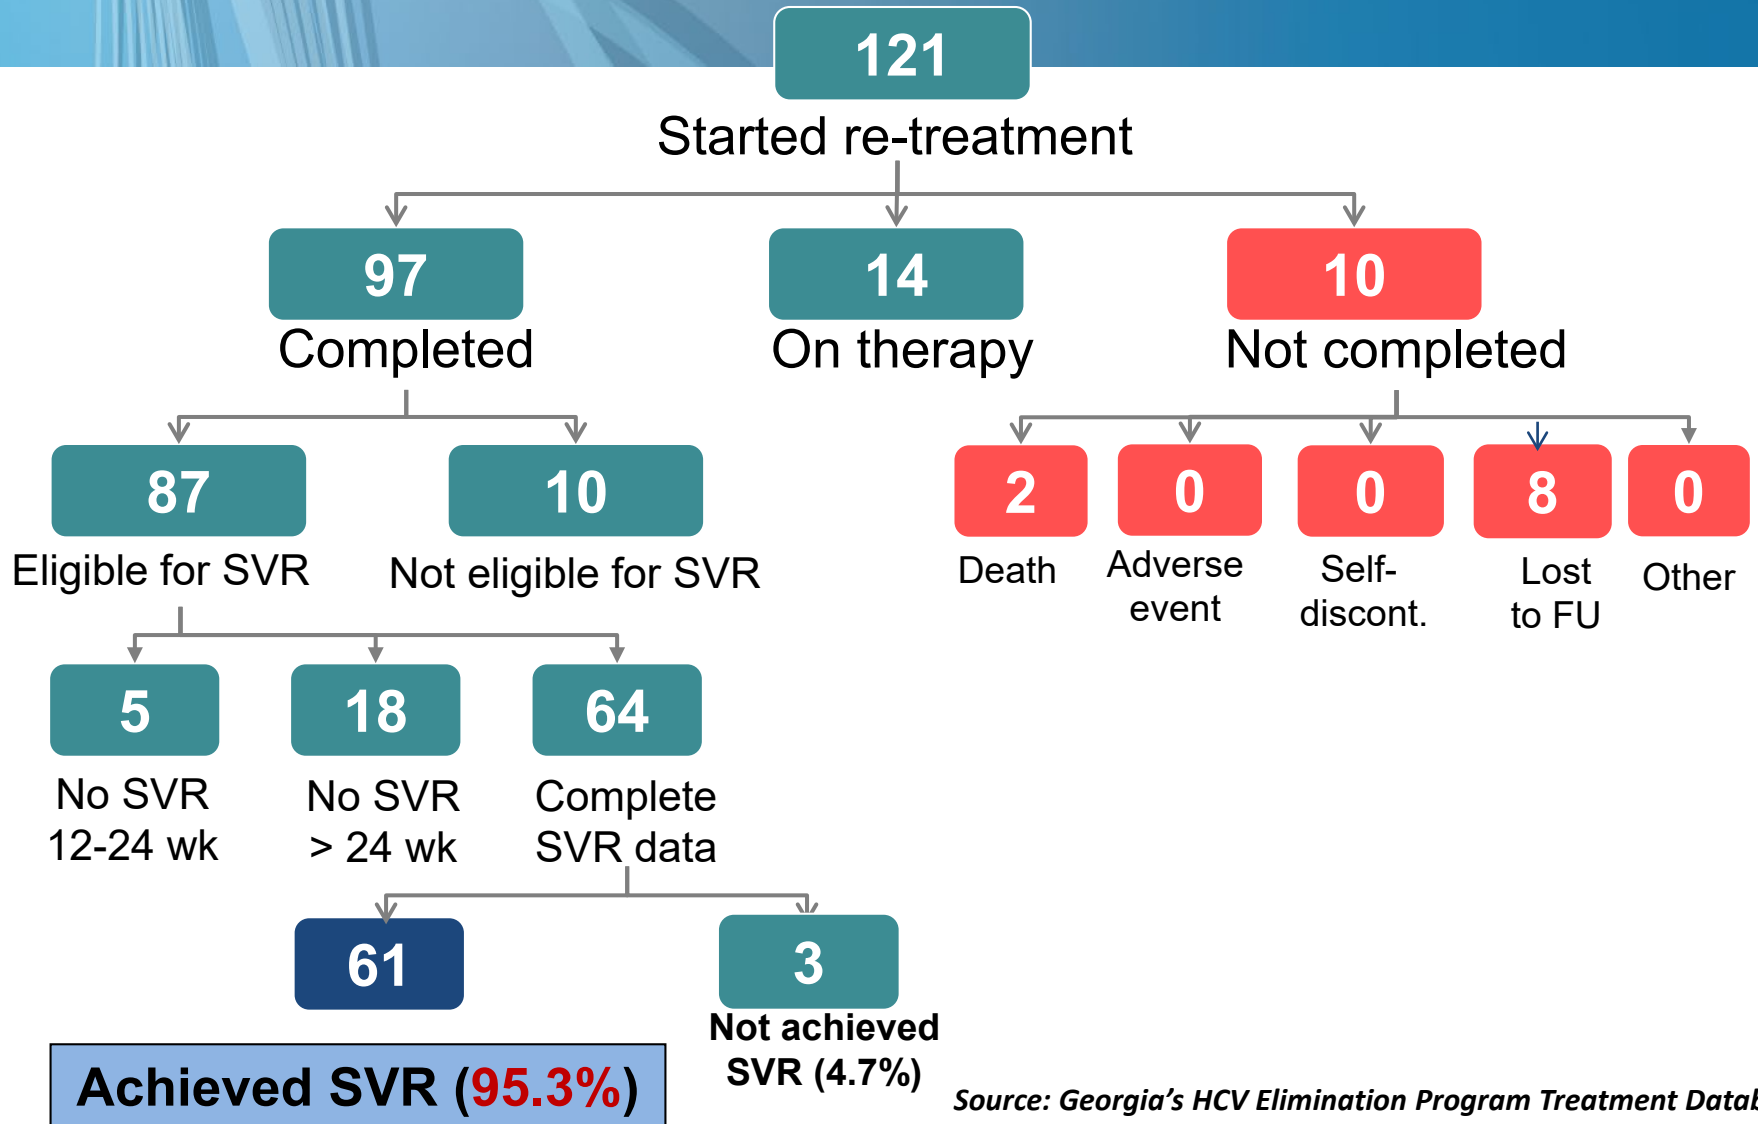 121
Started re-treatment
97
14
10
Completed
On therapy
Not completed
87
10
2
0
0
8
0
Eligible for SVR
Not eligible for SVR
Death
Adverse
event
Self-
discont.
Lost
to FU
Other
5
18
64
No SVR
12-24 wk
No SVR
> 24 wk
Complete
SVR data
61
3
Not achieved
SVR (4.7%)
Achieved SVR (95.3%)
Source: Georgia's HCV Elimination Program Treatment